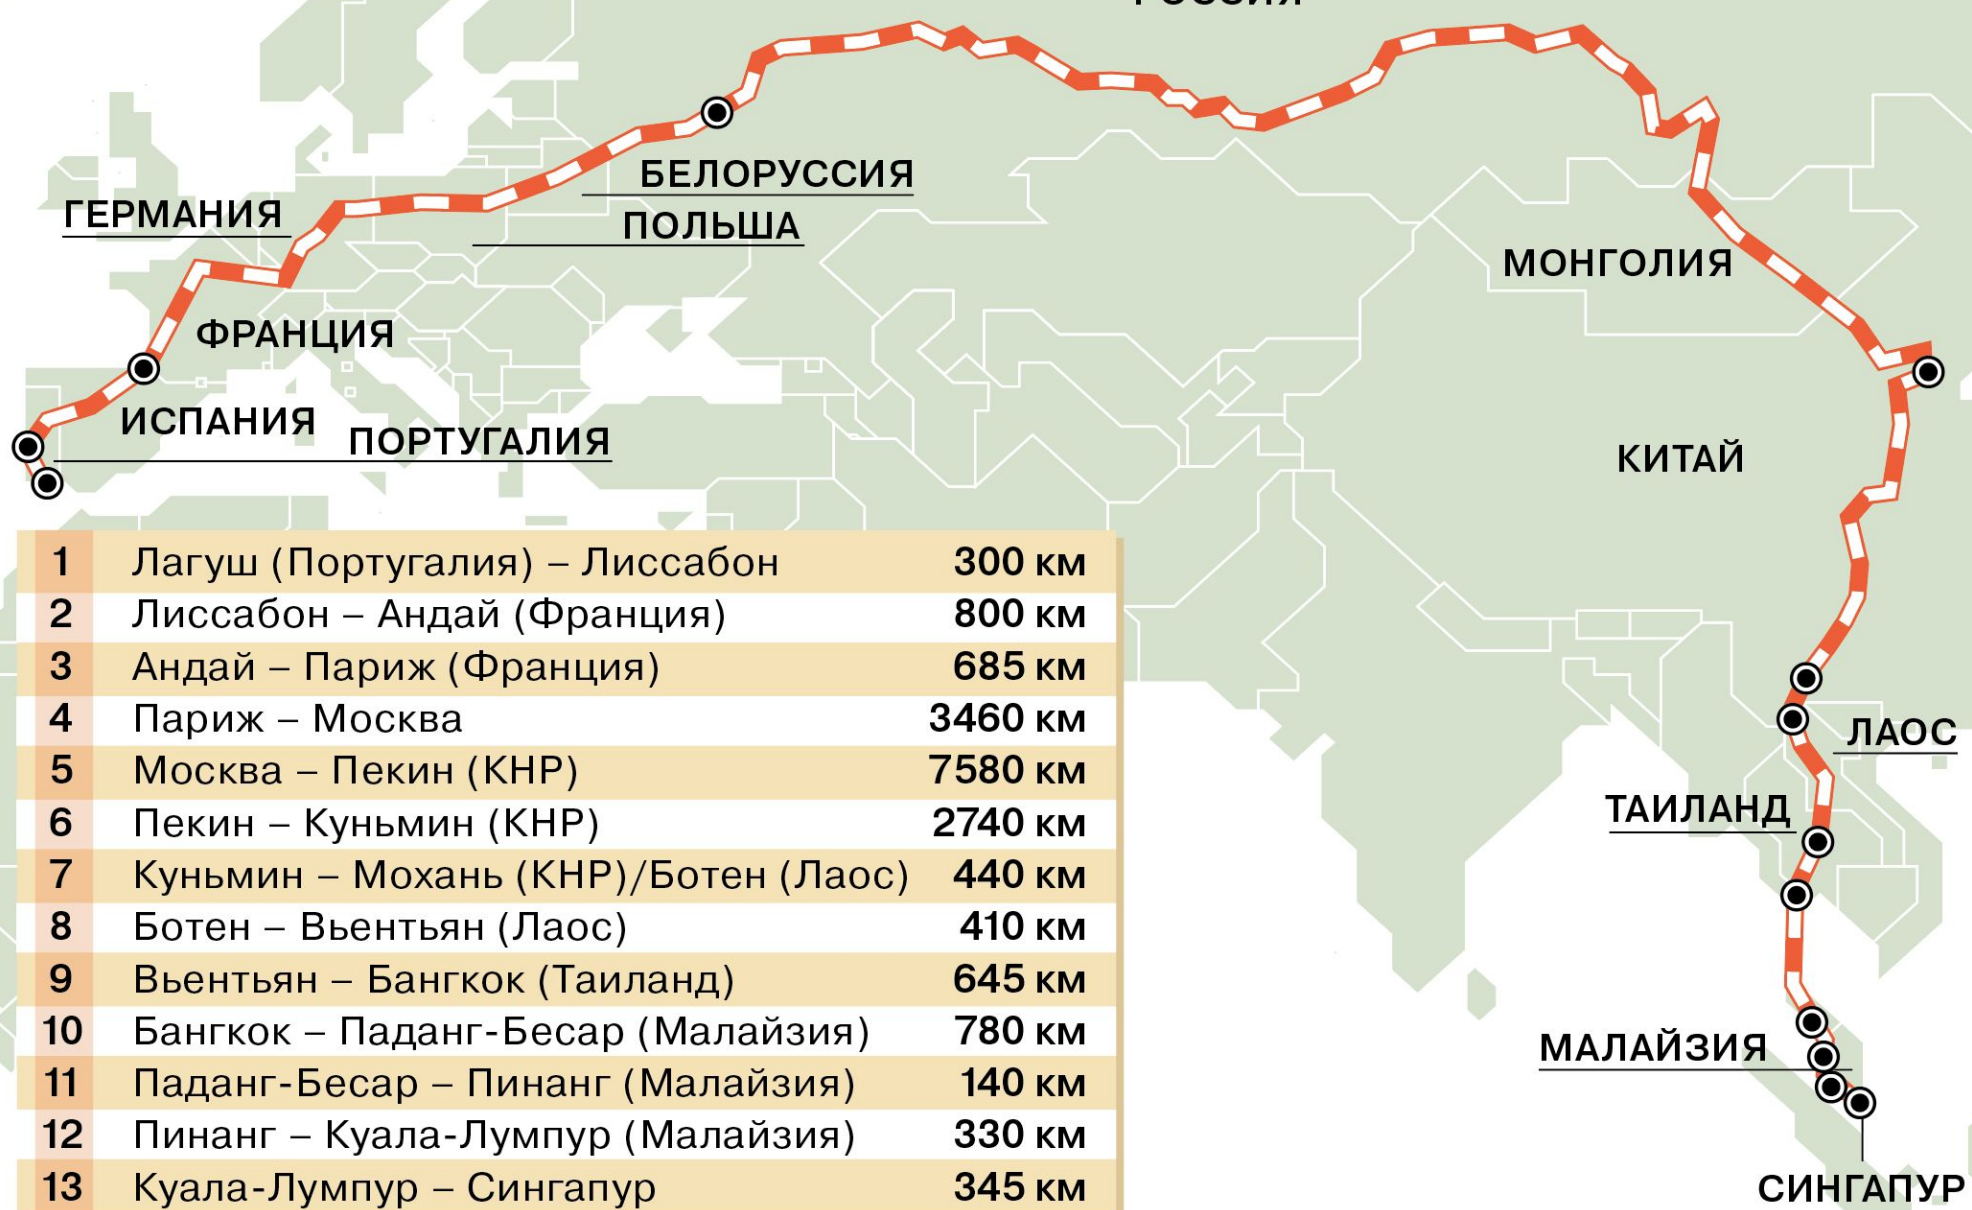 РОССИЯ
БЕЛОРУССИЯ
ГЕРМАНИЯ
ПОЛЬША
МОНГОЛИЯ
ФРАНЦИЯ
ИСПАНИЯ
ПОРТУГАЛИЯ
КИТАЙ
1 Лагуш (Португалия) – Лиссабон 300 км
2 Лиссабон – Андай (Франция) 800 км
3 Андай – Париж (Франция) 685 км
4 Париж – Москва 3460 км
5 Москва – Пекин (КНР) 7580 км
6 Пекин – Куньмин (КНР) 2740 км
7 Куньмин – Мохань (КНР)/Ботен (Лаос) 440 км
8 Ботен – Вьентьян (Лаос) 410 км
9 Вьентьян – Бангкок (Таиланд) 645 км
10 Бангкок – Паданг-Бесар (Малайзия) 780 км
11 Паданг-Бесар – Пинанг (Малайзия) 140 км
12 Пинанг – Куала-Лумпур (Малайзия) 330 км
13 Куала-Лумпур – Сингапур 345 км
ЛАОС
ТАИЛАНД
МАЛАЙЗИЯ
СИНГАПУР